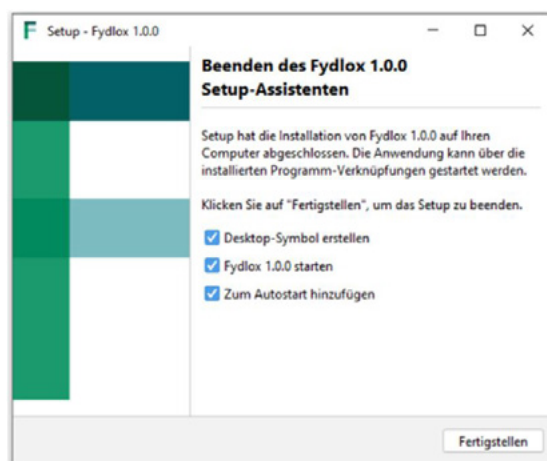 Setup - Fydlox 1.0.0
Beenden des Fydlox 1.0.0
Setup-Assistenten
Setup hat die Installation von Fydlox 1.0.0 auf Ihren
Computer abgeschlossen. Die Anwendung kann über die
installierten Programm-Verknüpfungen gestartet werden.
Klicken Sie auf "Fertigstellen", um das Setup zu beenden.
Desktop-Symbol erstellen
Fydlox 1.0.0 starten
Zum Autostart hinzufügen
Fertigstellen